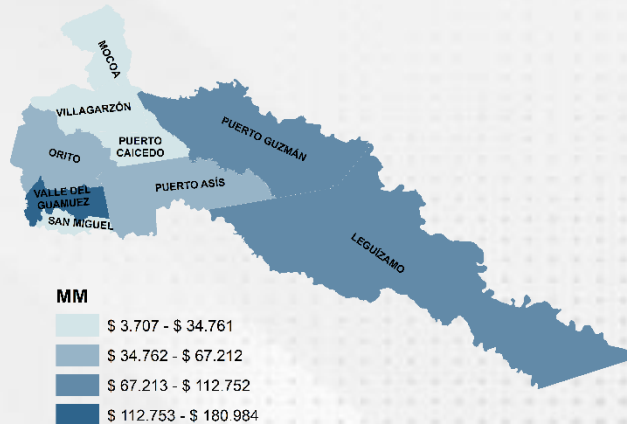 MOCOA
VILLAGARZÓN
PUERTO GUZMÁN
PUERTO
CAICEDO
ORITO
PUERTO ASÍS
VALLE DEL
GUAMUEZ
SAN MIGUEL
LEGUÍZAMO
MM
$ 3.707 - $ 34.761
$ 34.762 - $ 67.212
$ 67.213 - $ 112.752
$ 112.753 - $ 180.984